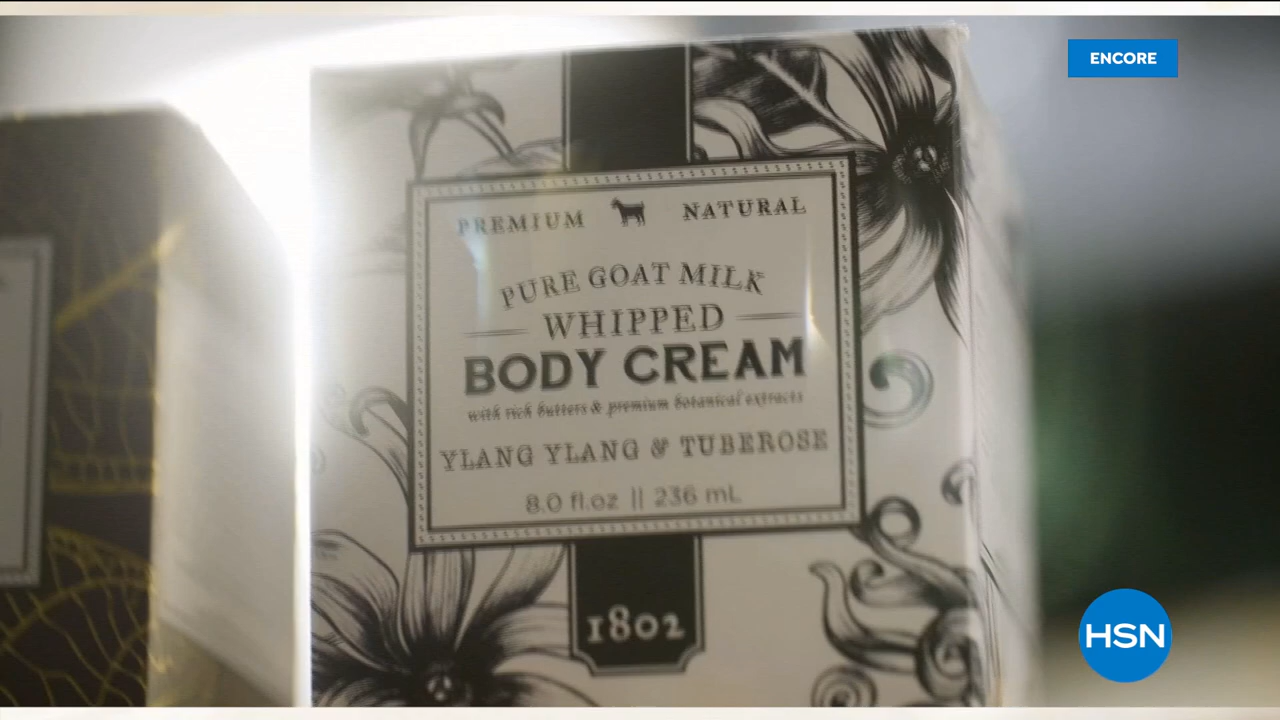 ENCORE
PREMIUM NATURAL
PURE GOAT MILK
WHIPPED
BODY CREAM
with rich butters & premium botanical extracts
YLANG YLANG & TUBEROSE
8.0 fl.oz || 236 mL
1802
HSN